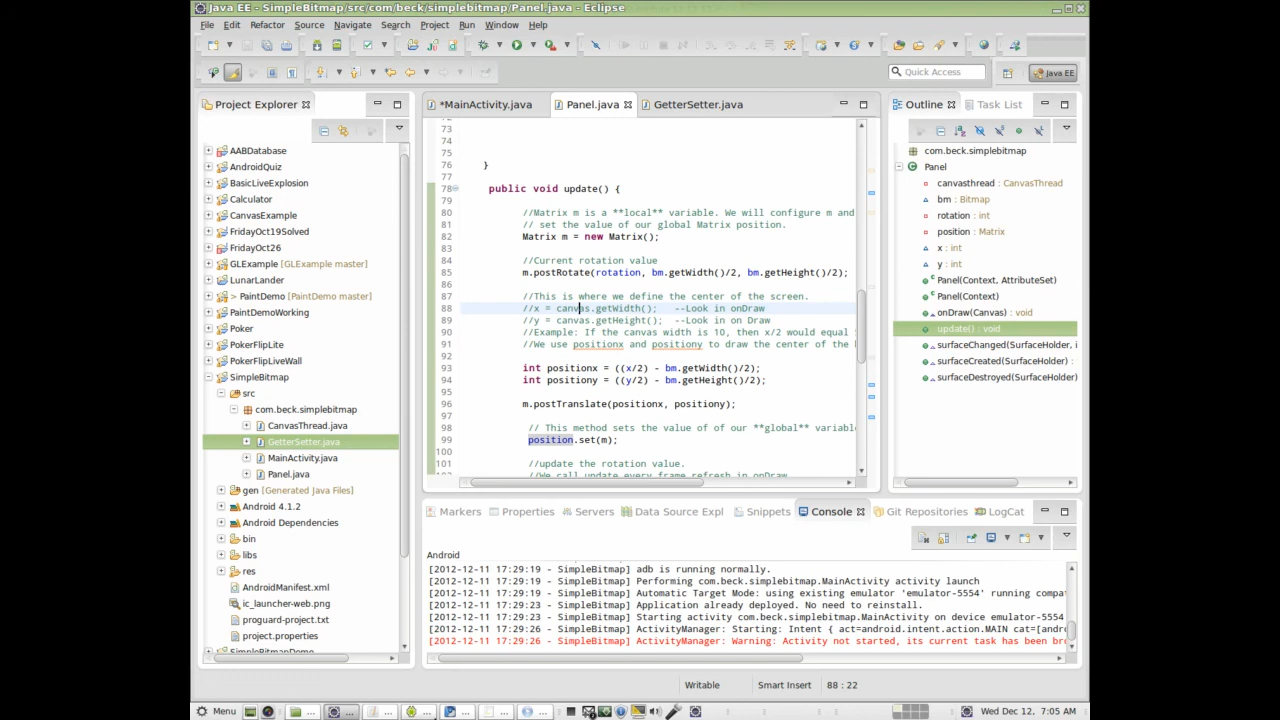 Java EE - SimpleBitmap/src/com/beck/simplebitmap/Panel.java - Eclipse
File Edit Refactor Source Navigate Search Project Run Window Help
Quick Access
Java EE
Project Explorer
AABDatabase
AndroidQuiz
BasicLiveExplosion
Calculator
CanvasExample
FridayOct19Solved
FridayOct26
GLExample [GLExample master]
LunarLander
> PaintDemo [PaintDemo master]
PaintDemoWorking
Poker
PokerFlipLite
PokerFlipLiveWall
SimpleBitmap
src
com.beck.simplebitmap
CanvasThread.java
GetterSetter.java
MainActivity.java
Panel.java
gen [Generated Java Files]
Android 4.1.2
Android Dependencies
bin
libs
res
AndroidManifest.xml
ic_launcher-web.png
proguard-project.txt
project.properties
SimpleBitmapDemo
*MainActivity.java Panel.java GetterSetter.java
72
73
74
75
76 }
77
78 public void update() {
79
80 //Matrix m is a **local** variable. We will configure m and
81 // set the value of our global Matrix position.
82 Matrix m = new Matrix();
83
84 //Current rotation value
85 m.postRotate(rotation, bm.getWidth()/2, bm.getHeight()/2);
86
87 //This is where we define the center of the screen.
88 //x = canvas.getWidth(); --Look in onDraw
89 //y = canvas.getHeight(); --Look in on Draw
90 //Example: If the canvas width is 10, then x/2 would equal
91 //We use positionx and positiony to draw the center of the
92
93 int positionx = ((x/2) - bm.getWidth()/2);
94 int positiony = ((y/2) - bm.getHeight()/2);
95
96 m.postTranslate(positionx, positiony);
97
98 // This method sets the value of of our **global** variabl
99 position.set(m);
100
101 //update the rotation value.
102 //We call update every frame refresh in onDraw
Outline Task List
com.beck.simplebitmap
Panel
canvasthread : CanvasThread
bm : Bitmap
rotation : int
position : Matrix
x : int
y : int
Panel(Context, AttributeSet)
Panel(Context)
onDraw(Canvas) : void
update() : void
surfaceChanged(SurfaceHolder, i
surfaceCreated(SurfaceHolder) :
surfaceDestroyed(SurfaceHolder)
Markers Properties Servers Data Source Expl Snippets Console Git Repositories LogCat
Android
[2012-12-11 17:29:19 - SimpleBitmap] adb is running normally.
[2012-12-11 17:29:19 - SimpleBitmap] Performing com.beck.simplebitmap.MainActivity activity launch
[2012-12-11 17:29:19 - SimpleBitmap] Automatic Target Mode: using existing emulator 'emulator-5554' running compat
[2012-12-11 17:29:23 - SimpleBitmap] Application already deployed. No need to reinstall.
[2012-12-11 17:29:23 - SimpleBitmap] Starting activity com.beck.simplebitmap.MainActivity on device emulator-5554
[2012-12-11 17:29:26 - SimpleBitmap] ActivityManager: Starting: Intent { act=android.intent.action.MAIN cat=[andro
[2012-12-11 17:29:26 - SimpleBitmap] ActivityManager: Warning: Activity not started, its current task has been bro
Writable Smart Insert 88 : 22
Menu Wed Dec 12, 7:05 AM